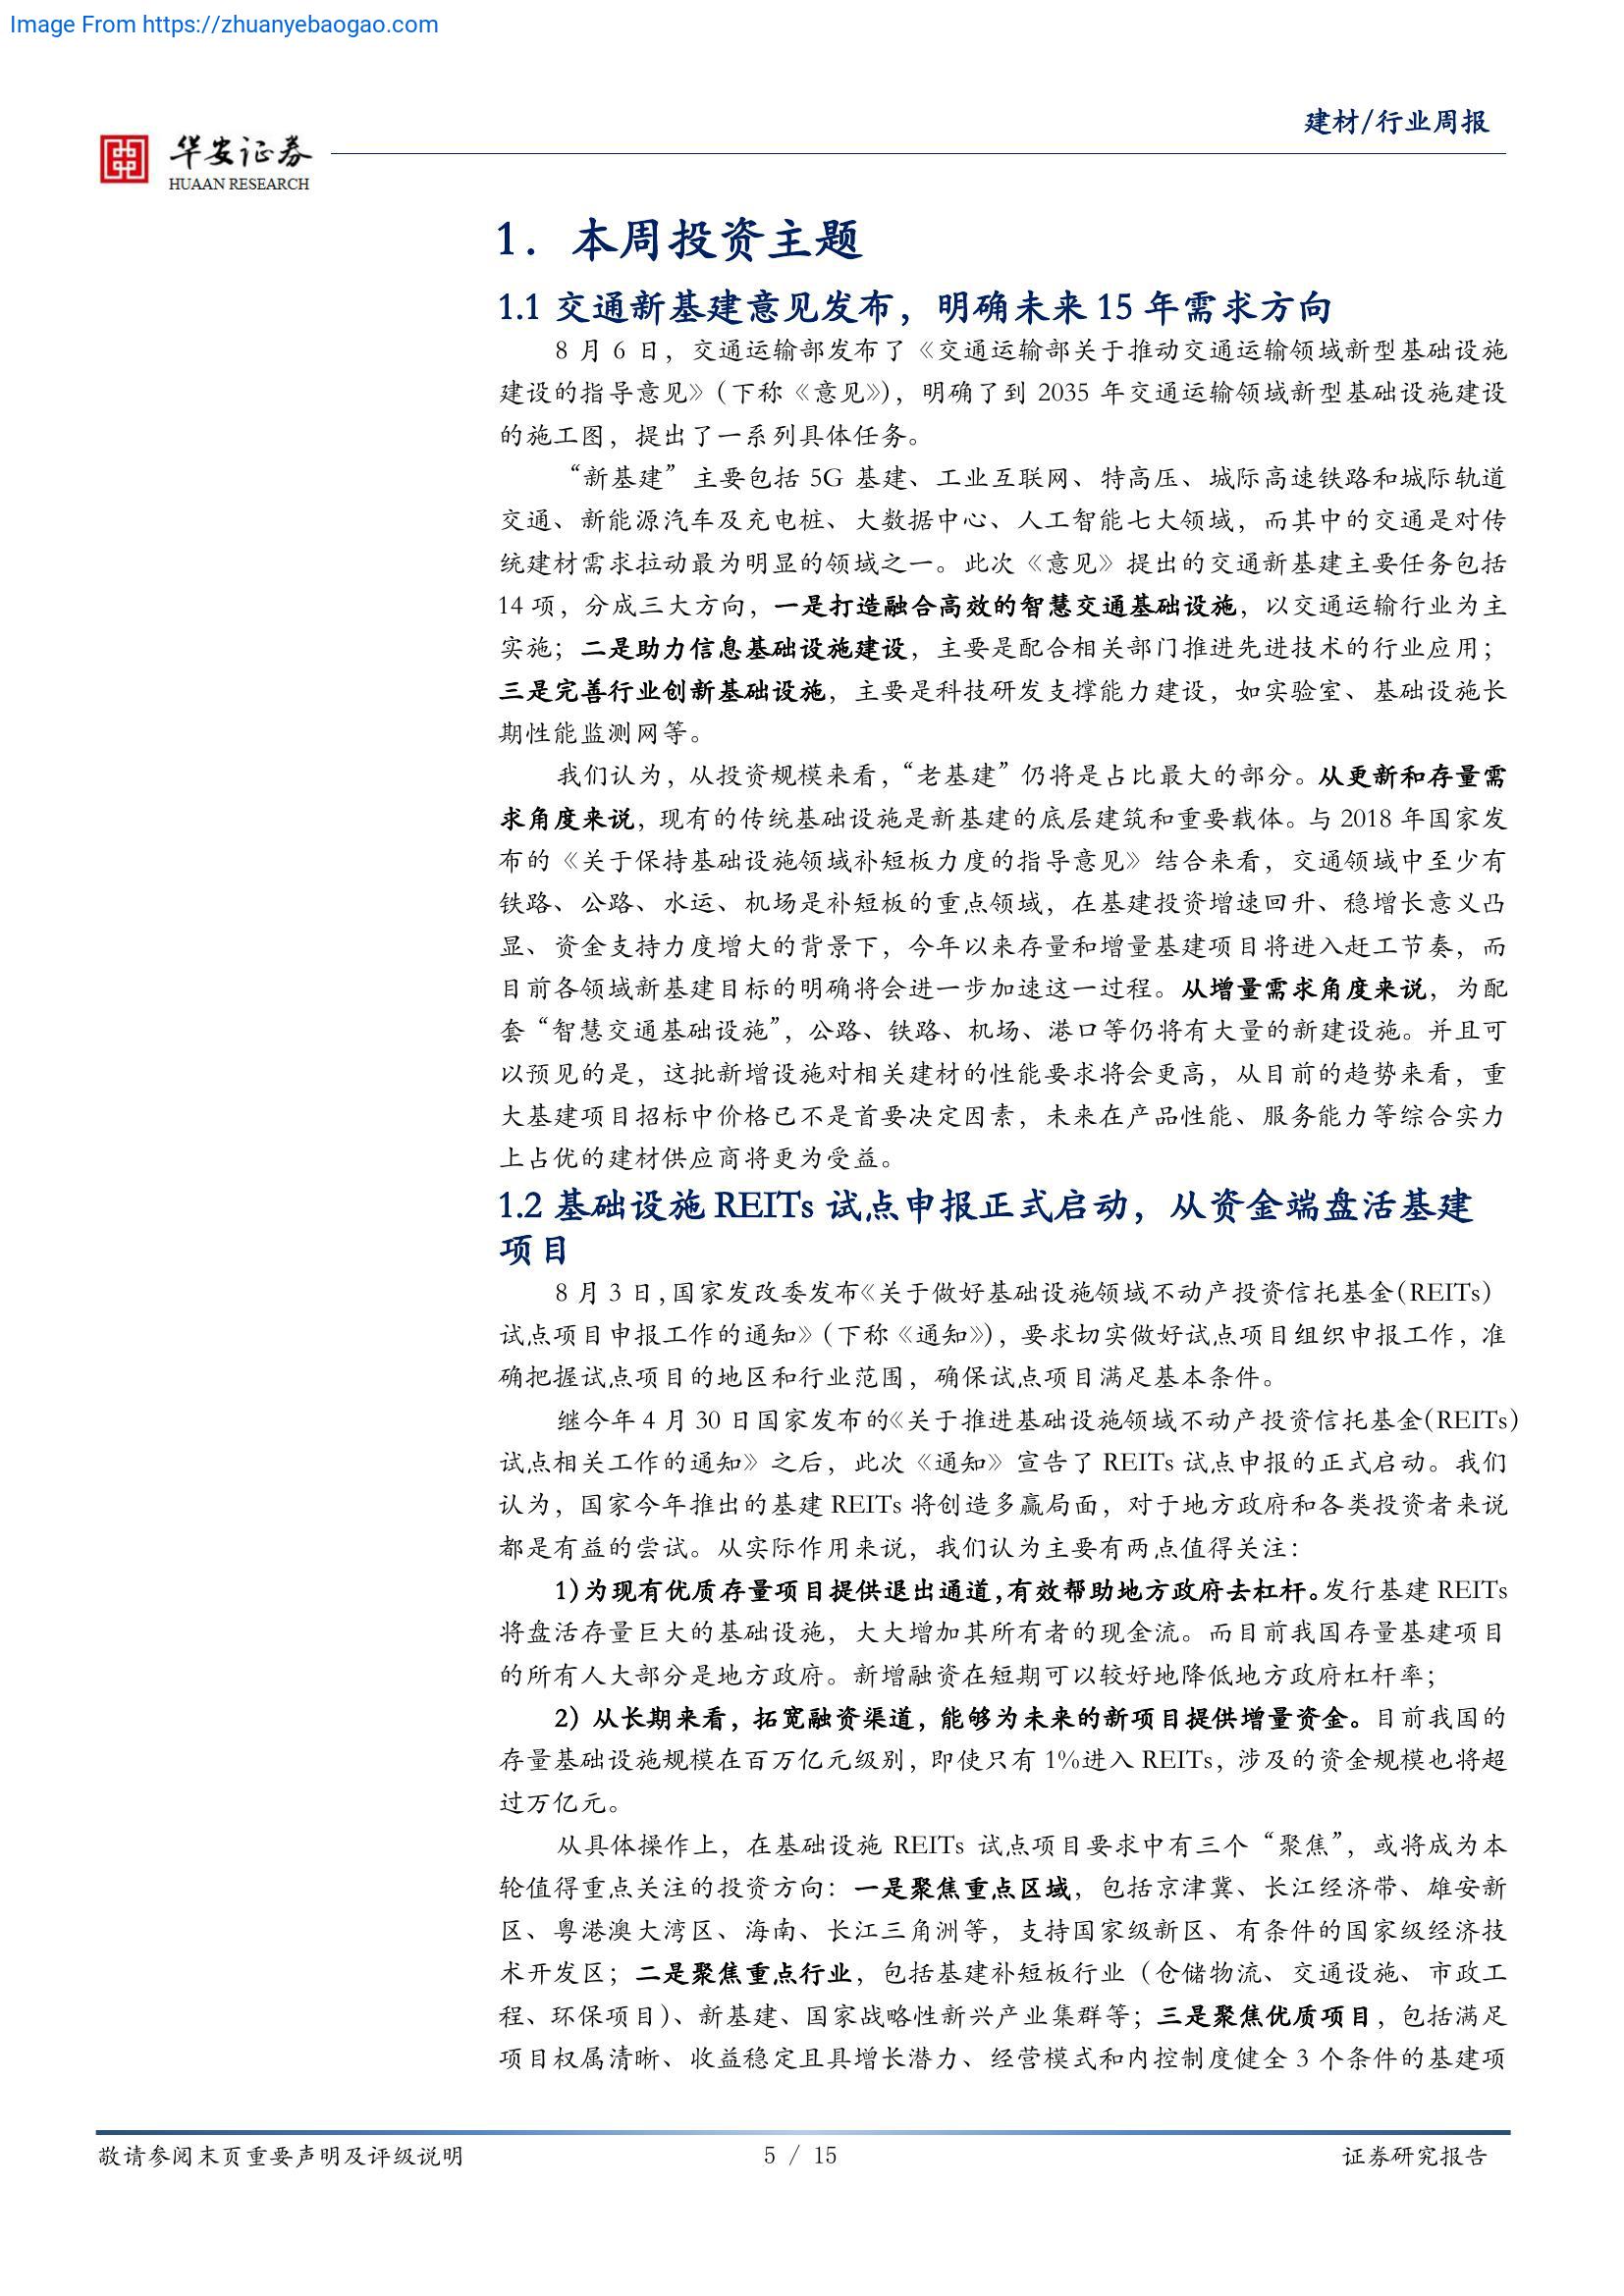 Image From https://zhuanyebaogao.com
建材/行业周报
华安证券
HUAAN RESEARCH
1. 本周投资主题
1.1 交通新基建意见发布，明确未来 15 年需求方向
8 月 6 日，交通运输部发布了《交通运输部关于推动交通运输领域新型基础设施
建设的指导意见》（下称《意见》），明确了到 2035 年交通运输领域新型基础设施建设
的施工图，提出了一系列具体任务。
“新基建”主要包括 5G 基建、工业互联网、特高压、城际高速铁路和城际轨道
交通、新能源汽车及充电桩、大数据中心、人工智能七大领域，而其中的交通是对传
统建材需求拉动最为明显的领域之一。此次《意见》提出的交通新基建主要任务包括
14 项，分成三大方向，一是打造融合高效的智慧交通基础设施，以交通运输行业为主
实施；二是助力信息基础设施建设，主要是配合相关部门推进先进技术的行业应用；
三是完善行业创新基础设施，主要是科技研发支撑能力建设，如实验室、基础设施长
期性能监测网等。
我们认为，从投资规模来看，“老基建”仍将是占比最大的部分。从更新和存量需
求角度来说，现有的传统基础设施是新基建的底层建筑和重要载体。与 2018 年国家发
布的《关于保持基础设施领域补短板力度的指导意见》结合来看，交通领域中至少有
铁路、公路、水运、机场是补短板的重点领域，在基建投资增速回升、稳增长意义凸
显、资金支持力度增大的背景下，今年以来存量和增量基建项目将进入赶工节奏，而
目前各领域新基建目标的明确将会进一步加速这一过程。从增量需求角度来说，为配
套“智慧交通基础设施”，公路、铁路、机场、港口等仍将有大量的新建设施。并且可
以预见的是，这批新增设施对相关建材的性能要求将会更高，从目前的趋势来看，重
大基建项目招标中价格已不是首要决定因素，未来在产品性能、服务能力等综合实力
上占优的建材供应商将更为受益。
1.2 基础设施 REITs 试点申报正式启动，从资金端盘活基建
项目
8 月 3 日，国家发改委发布《关于做好基础设施领域不动产投资信托基金（REITs）
试点项目申报工作的通知》（下称《通知》），要求切实做好试点项目组织申报工作，准
确把握试点项目的地区和行业范围，确保试点项目满足基本条件。
继今年 4 月 30 日国家发布的《关于推进基础设施领域不动产投资信托基金（REITs）
试点相关工作的通知》之后，此次《通知》宣告了 REITs 试点申报的正式启动。我们
认为，国家今年推出的基建 REITs 将创造多赢局面，对于地方政府和各类投资者来说
都是有益的尝试。从实际作用来说，我们认为主要有两点值得关注：
1）为现有优质存量项目提供退出通道，有效帮助地方政府去杠杆。发行基建 REITs
将盘活存量巨大的基础设施，大大增加其所有者的现金流。而目前我国存量基建项目
的所有人大部分是地方政府。新增融资在短期可以较好地降低地方政府杠杆率；
2）从长期来看，拓宽融资渠道，能够为未来的新项目提供增量资金。目前我国的
存量基础设施规模在百万亿元级别，即使只有 1%进入 REITs，涉及的资金规模也将超
过万亿元。
从具体操作上，在基础设施 REITs 试点项目要求中有三个“聚焦”，或将成为本
轮值得重点关注的投资方向：一是聚焦重点区域，包括京津冀、长江经济带、雄安新
区、粤港澳大湾区、海南、长江三角洲等，支持国家级新区、有条件的国家级经济技
术开发区；二是聚焦重点行业，包括基建补短板行业（仓储物流、交通设施、市政工
程、环保项目）、新基建、国家战略性新兴产业集群等；三是聚焦优质项目，包括满足
项目权属清晰、收益稳定且具增长潜力、经营模式和内控制度健全 3 个条件的基建项
敬请参阅末页重要声明及评级说明
5 / 15
证券研究报告